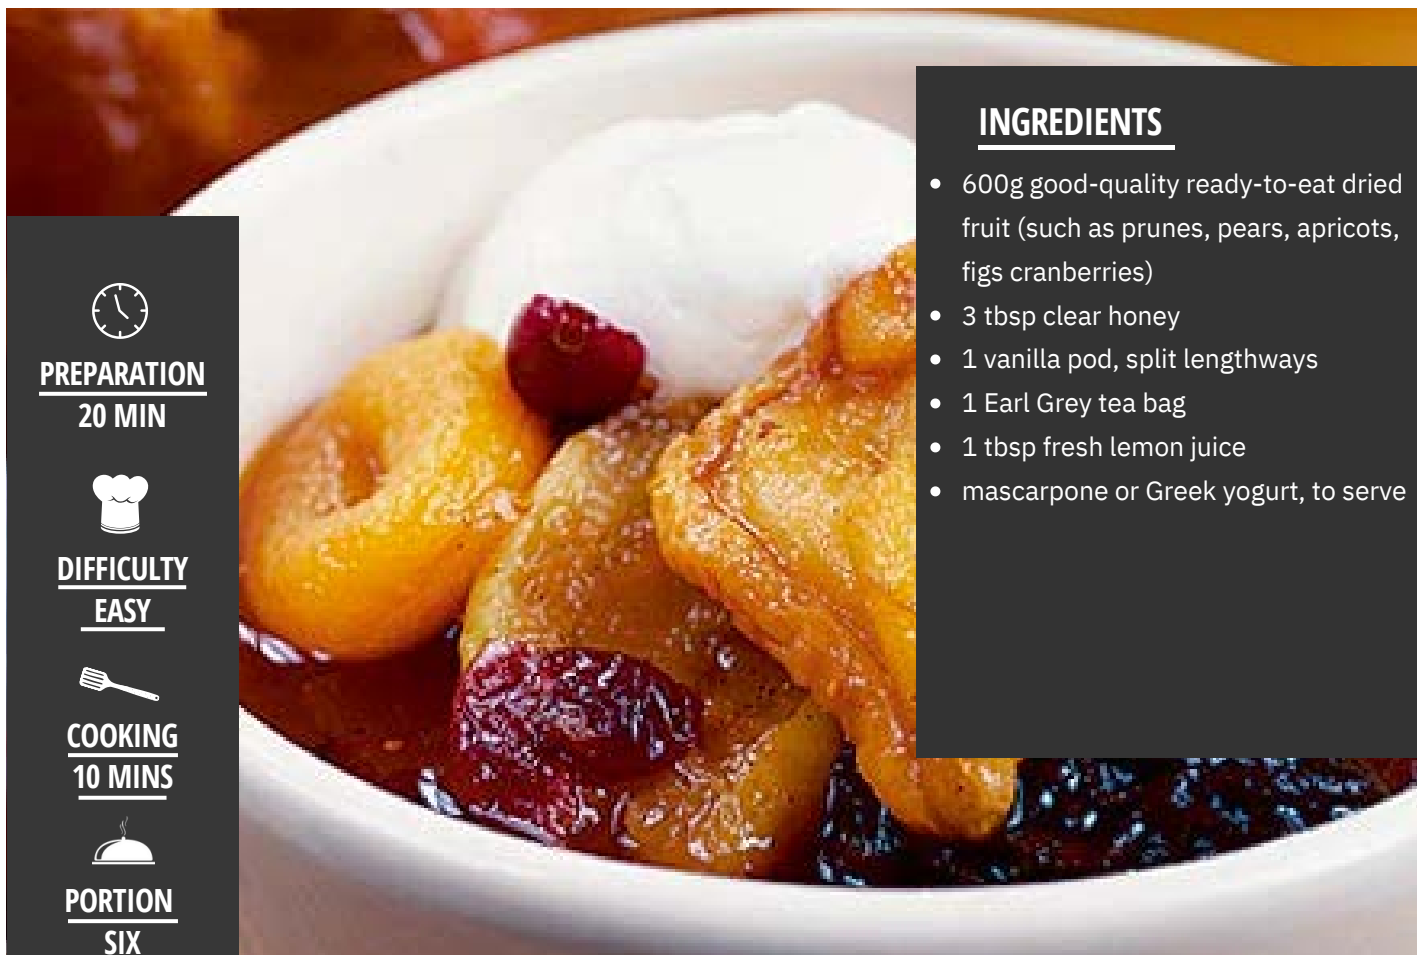 PREPARATION
20 MIN
DIFFICULTY
EASY
COOKING
10 MINS
PORTION
SIX
INGREDIENTS
• 600g good-quality ready-to-eat dried
fruit (such as prunes, pears, apricots,
figs cranberries)
• 3 tbsp clear honey
• 1 vanilla pod, split lengthways
• 1 Earl Grey tea bag
• 1 tbsp fresh lemon juice
• mascarpone or Greek yogurt, to serve